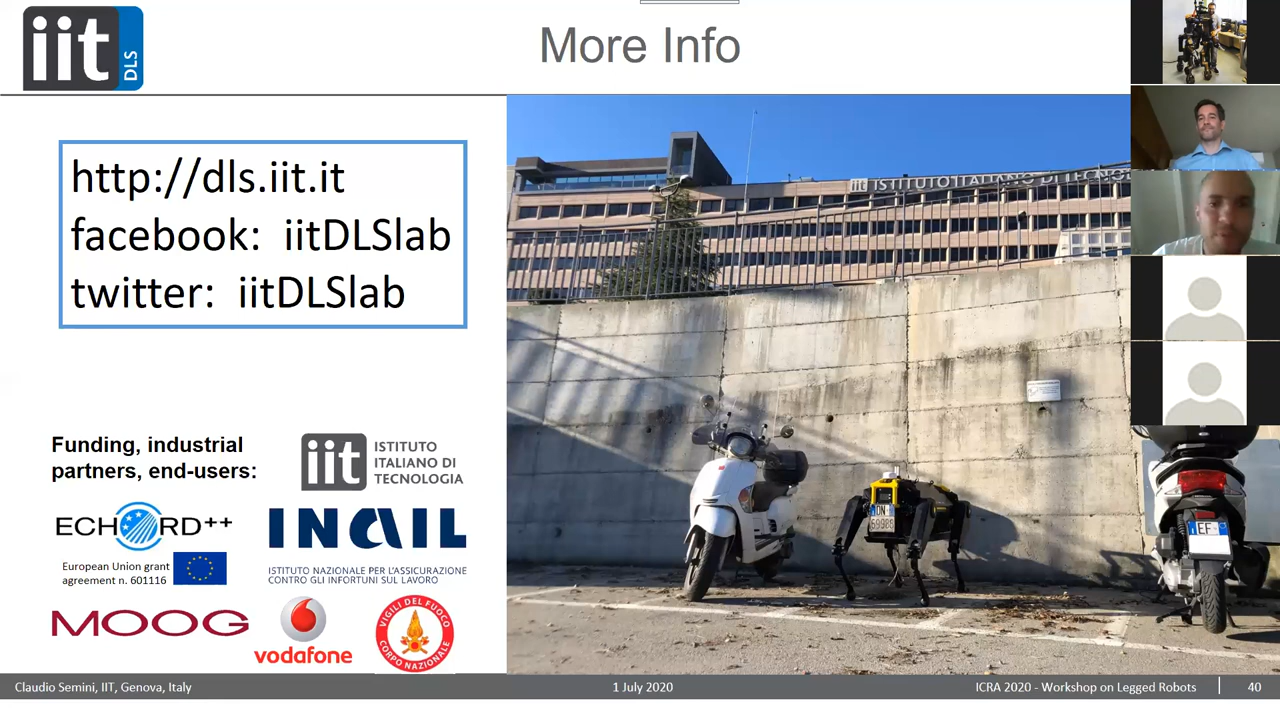 iit
DLS
More Info
http://dls.iit.it
facebook: iitDLSlab
twitter: iitDLSlab
iit ISTITUTO ITALIANO DI
Funding, industrial
partners, end-users:
iit
ISTITUTO
ITALIANO DI
TECNOLOGIA
ECHORD++
INAIL
European Union grant
agreement n. 601116
ISTITUTO NAZIONALE PER L'ASSICURAZIONE
CONTRO GLI INFORTUNI SUL LAVORO
MOOG
vodafone
VIGILI DEL FUOCO
CORPO NAZIONALE
DN
EF
Claudio Semini, IIT, Genova, Italy
1 July 2020
ICRA 2020 - Workshop on Legged Robots
40